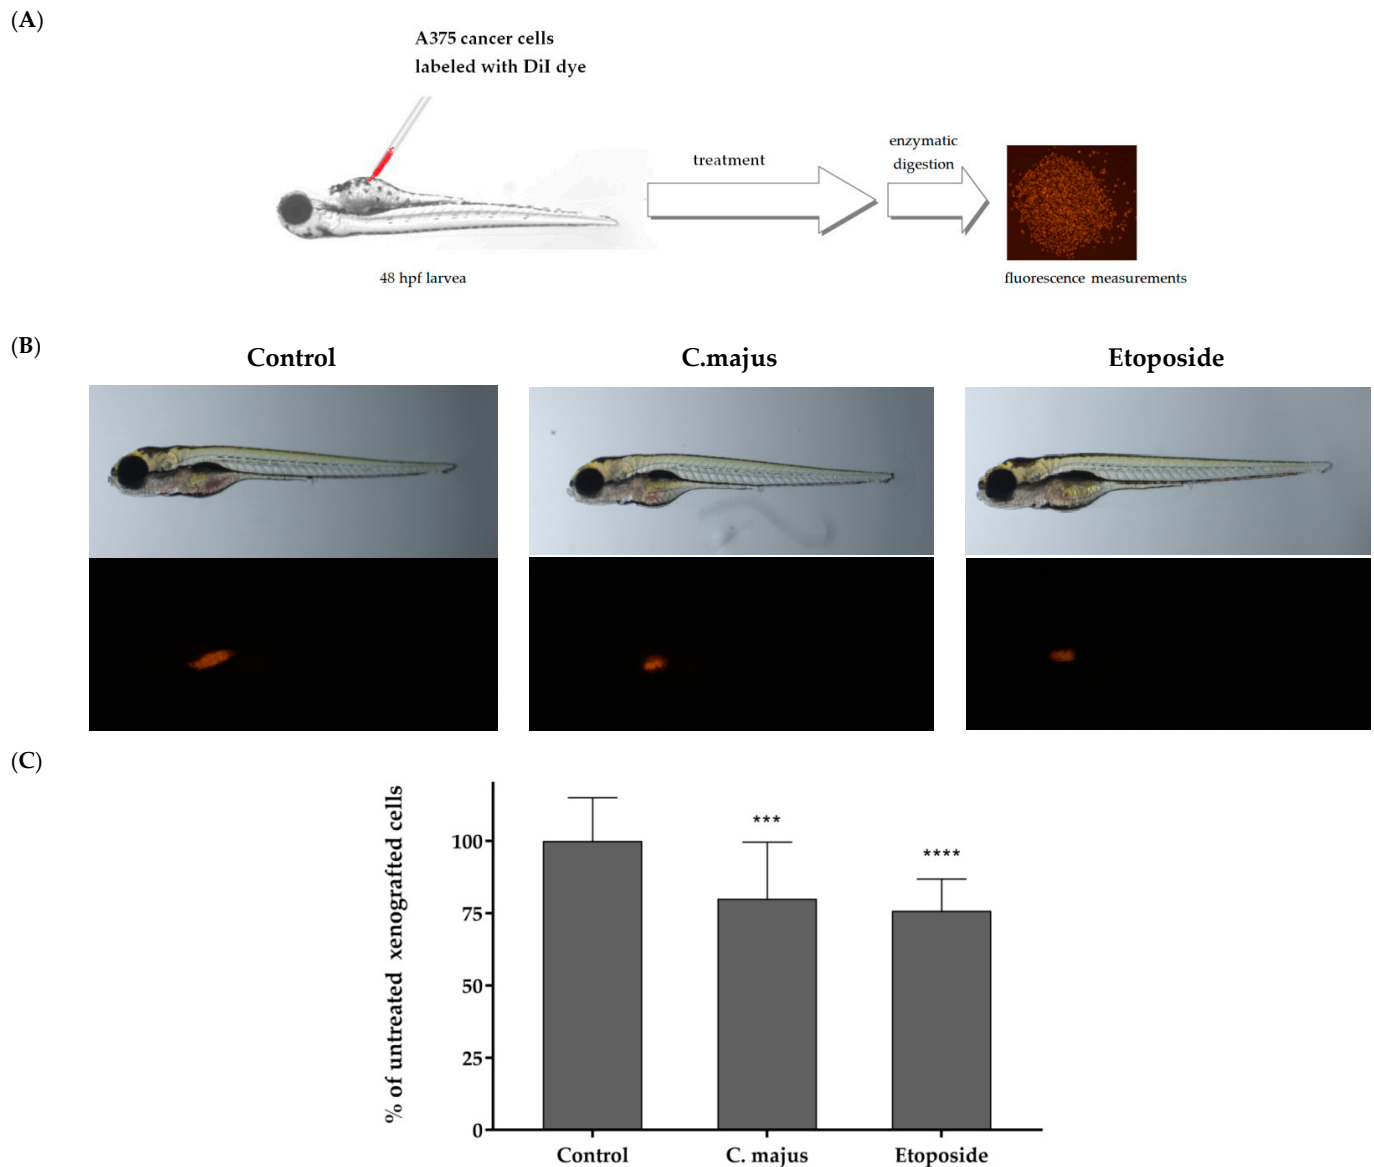 (A)
A375 cancer cells
labeled with DiI dye
treatment
enzymatic
digestion
48 hpf larvea
fluorescence measurements
(B)
Control
C.majus
Etoposide
(C)
% of untreated xenografted cells
100
75
50
25
0
***
****
Control
C. majus
Etoposide